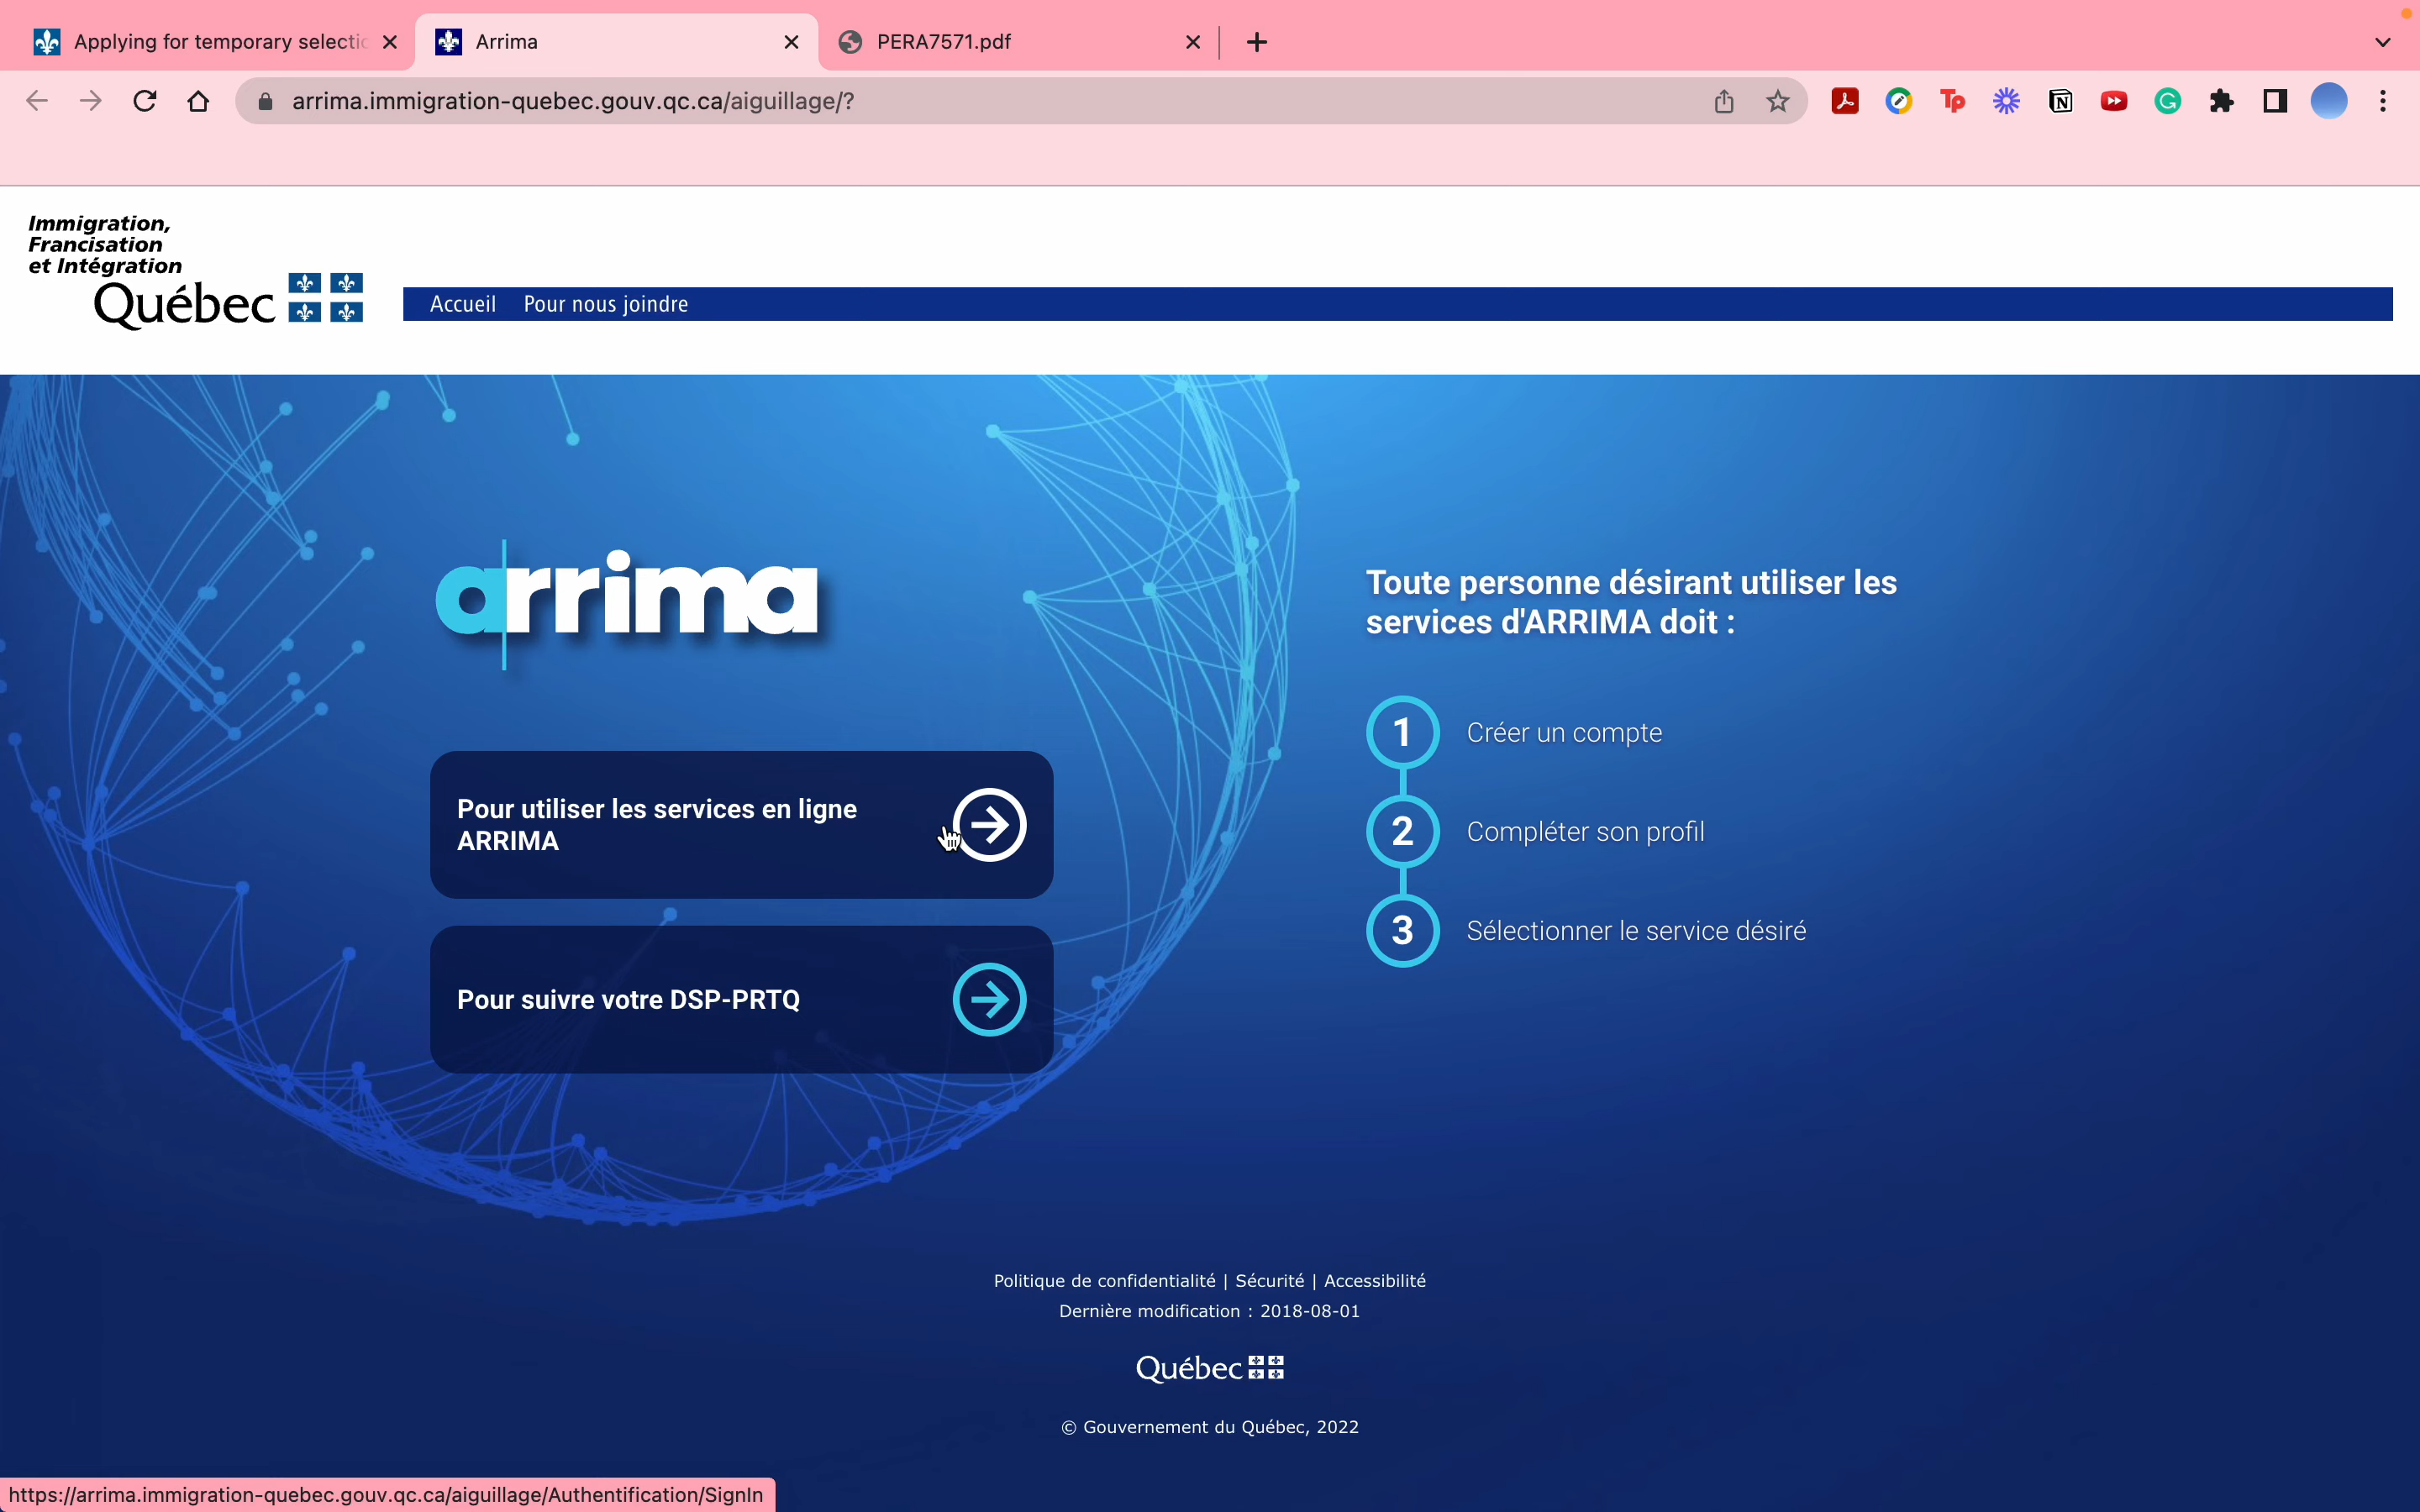 Applying for temporary selectic
Arrima
PERA7571.pdf
arrima.immigration-quebec.gouv.qc.ca/aiguillage/?
Immigration,
Francisation
et Intégration
Québec
Accueil Pour nous joindre
arrima
Pour utiliser les services en ligne
ARRIMA
Pour suivre votre DSP-PRTQ
Toute personne désirant utiliser les
services d'ARRIMA doit :
1 Créer un compte
2 Compléter son profil
3 Sélectionner le service désiré
Politique de confidentialité | Sécurité | Accessibilité
Dernière modification : 2018-08-01
Québec
© Gouvernement du Québec, 2022
https://arrima.immigration-quebec.gouv.qc.ca/aiguillage/Authentification/SignIn